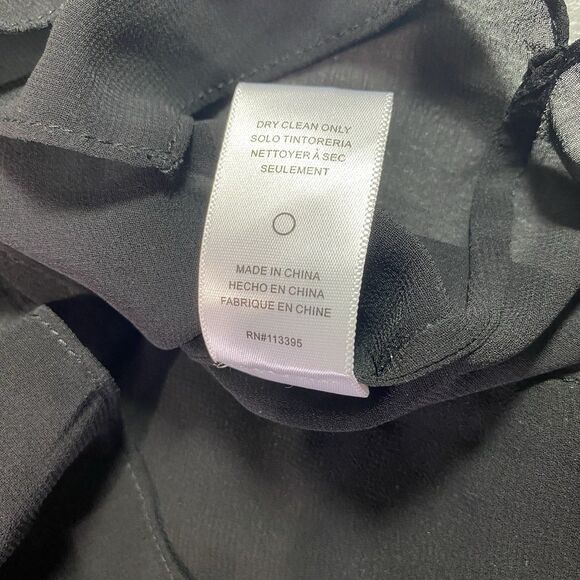 DRY CLEAN ONLY
SOLO TINTORERIA
NETTOYER À SEC
SEULEMENT
MADE IN CHINA
HECHO EN CHINA
FABRIQUE EN CHINE
RN#113395